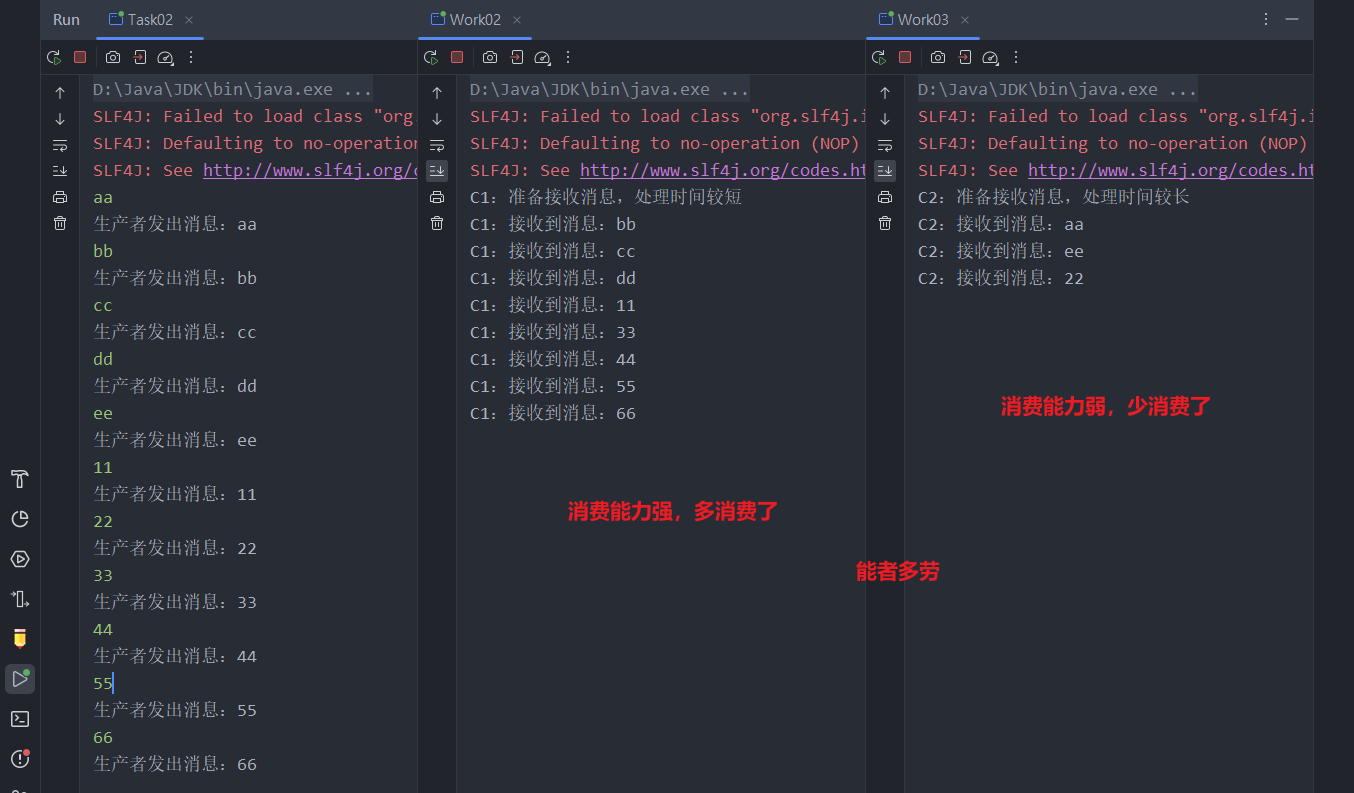 Run
Task02
Work02
Work03
D:\Java\JDK\bin\java.exe ...
SLF4J: Failed to load class "org
SLF4J: Defaulting to no-operation
SLF4J: See http://www.slf4j.org/c
aa
生产者发出消息：aa
bb
生产者发出消息：bb
cc
生产者发出消息：cc
dd
生产者发出消息：dd
ee
生产者发出消息：ee
11
生产者发出消息：11
22
生产者发出消息：22
33
生产者发出消息：33
44
生产者发出消息：44
55
生产者发出消息：55
66
生产者发出消息：66
D:\Java\JDK\bin\java.exe ...
SLF4J: Failed to load class "org.slf4j.i
SLF4J: Defaulting to no-operation (NOP)
SLF4J: See http://www.slf4j.org/codes.ht
C1：准备接收消息，处理时间较短
C1：接收到消息：bb
C1：接收到消息：cc
C1：接收到消息：dd
C1：接收到消息：11
C1：接收到消息：33
C1：接收到消息：44
C1：接收到消息：55
C1：接收到消息：66
消费能力强，多消费了
D:\Java\JDK\bin\java.exe ...
SLF4J: Failed to load class "org.slf4j.i
SLF4J: Defaulting to no-operation (NOP)
SLF4J: See http://www.slf4j.org/codes.ht
C2：准备接收消息，处理时间较长
C2：接收到消息：aa
C2：接收到消息：ee
C2：接收到消息：22
消费能力弱，少消费了
能者多劳